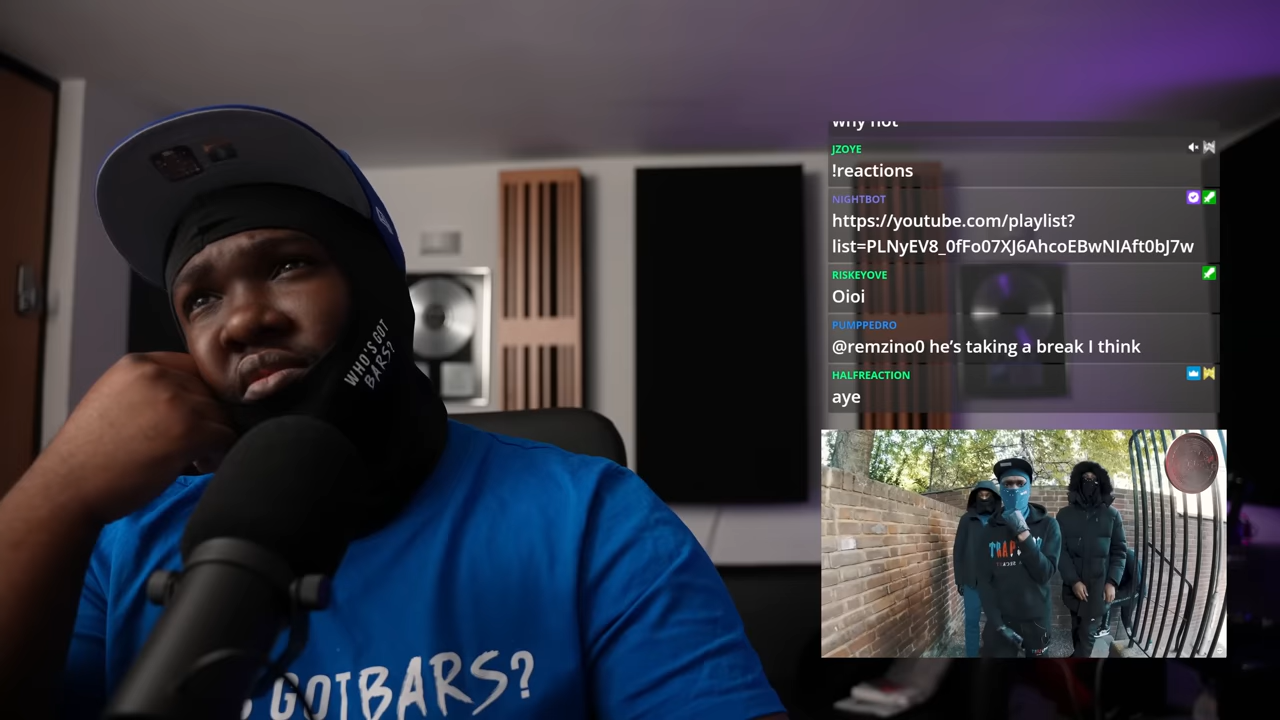 why not
JZOYE
!reactions
NIGHTBOT
https://youtube.com/playlist?
list=PLNyEV8_0fFo07XJ6AhcoEBwNIAft0bJ7w
RISKEYOVE
Oioi
PUMPPEDRO
@remzino0 he's taking a break I think
HALFREACTION
aye
WHO'S GOT
BARS?
GOTBARS?